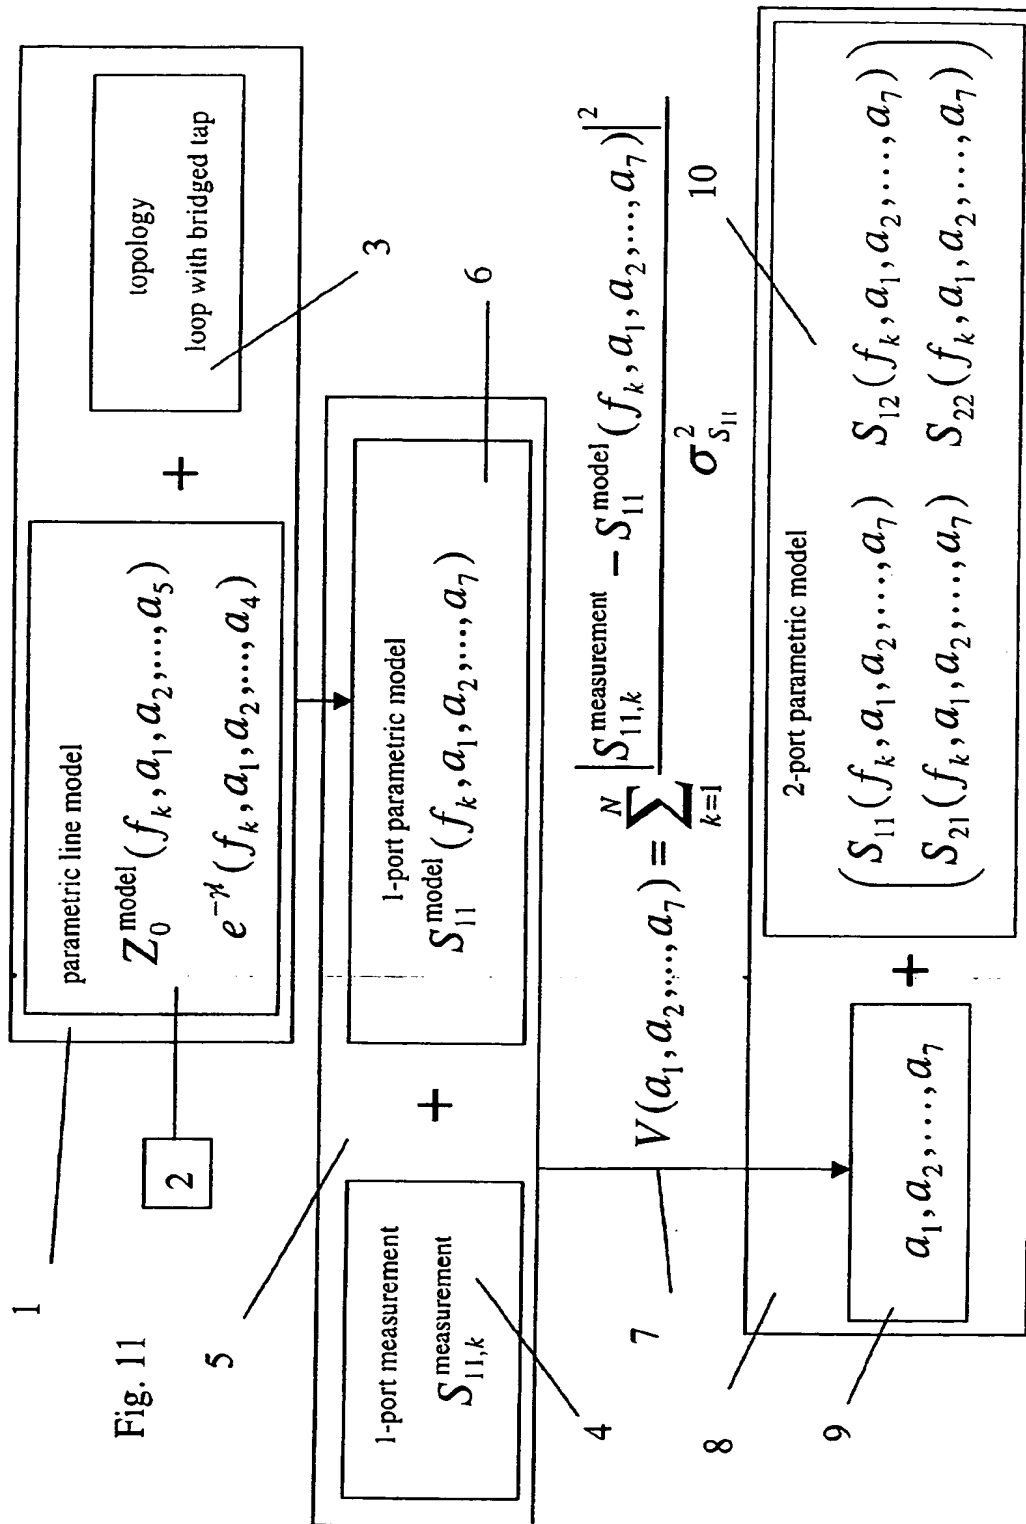 Fig. 11
1
2
parametric line model
Z_0^model (f_k, a_1, a_2, ..., a_5)
e^{-γl} (f_k, a_1, a_2, ..., a_4)
+
topology
loop with bridged tap
3
5
1-port measurement
S_{11,k}^measurement
4
+
1-port parametric model
S_11^model (f_k, a_1, a_2, ..., a_7)
6
7
V(a_1, a_2, ..., a_7) = \sum_{k=1}^{N} |S_{11,k}^measurement − S_11^model (f_k, a_1, a_2, ..., a_7)|^2 / σ_{S_11}^2
8
9
a_1, a_2, ..., a_7
+
10
2-port parametric model
( S_11 (f_k, a_1, a_2, ..., a_7) S_12 (f_k, a_1, a_2, ..., a_7) )
( S_21 (f_k, a_1, a_2, ..., a_7) S_22 (f_k, a_1, a_2, ..., a_7) )